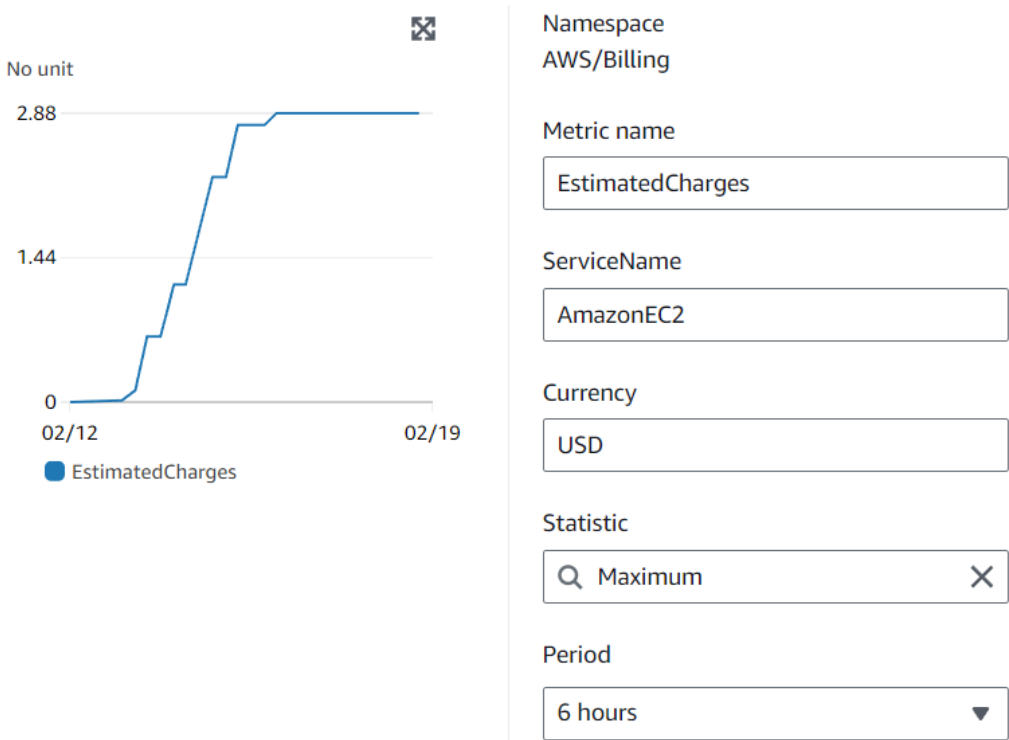 No unit
2.88
1.44
0
02/12
02/19
EstimatedCharges
Namespace
AWS/Billing
Metric name
EstimatedCharges
ServiceName
AmazonEC2
Currency
USD
Statistic
Maximum
Period
6 hours